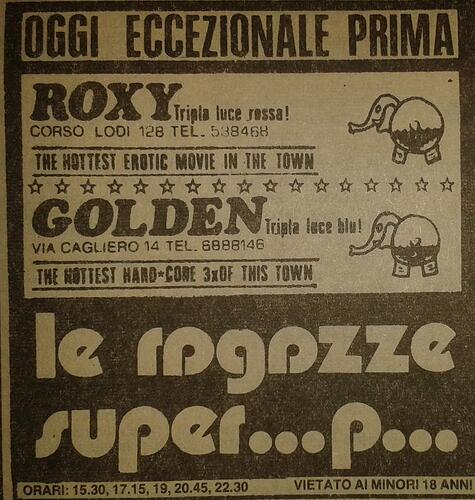 OGGI ECCEZIONALE PRIMA
ROXY Tripla luce rossa!
CORSO LODI 128 TEL. 538468
THE HOTTEST EROTIC MOVIE IN THE TOWN
GOLDEN Tripla luce blu!
VIA CAGLIERO 14 TEL. 6888146
THE HOTTEST HARD*CORE 3xOF THIS TOWN
le ragazze
super...p...
ORARI: 15.30, 17.15, 19, 20.45, 22.30 VIETATO AI MINORI 18 ANNI